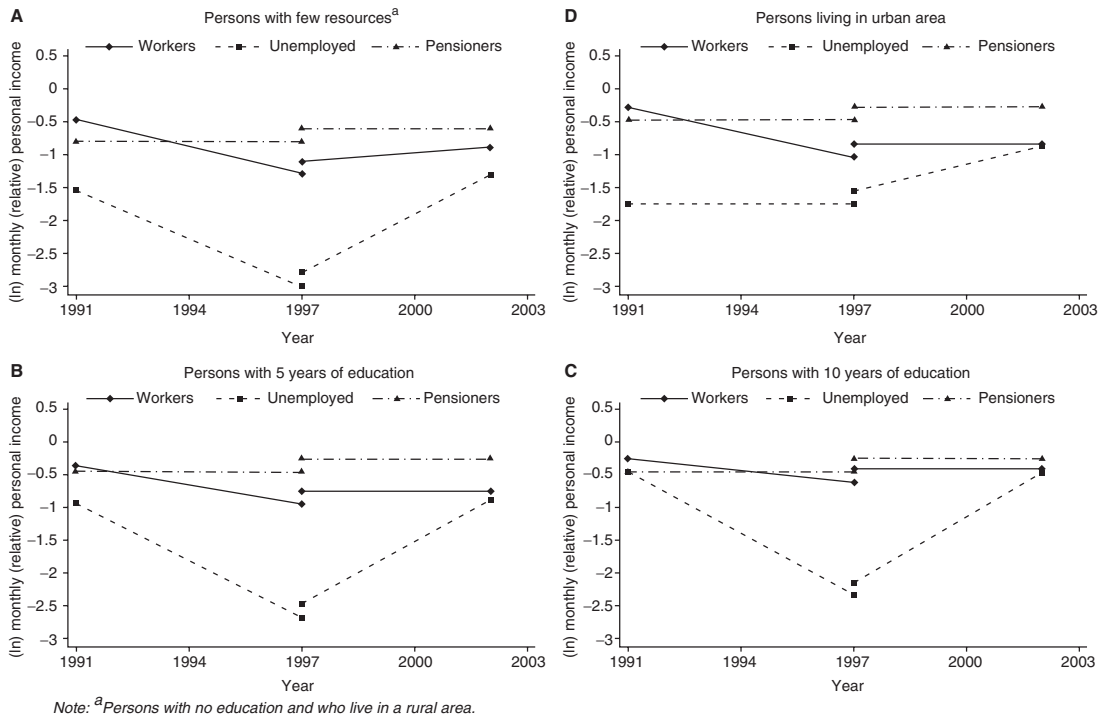 A Persons with few resourcesa
Workers Unemployed Pensioners
(ln) monthly (relative) personal income
0.5
0
−0.5
−1
−1.5
−2
−2.5
−3
1991 1994 1997 2000 2003
Year
D Persons living in urban area
Workers Unemployed Pensioners
(ln) monthly (relative) personal income
0.5
0
−0.5
−1
−1.5
−2
−2.5
−3
1991 1994 1997 2000 2003
Year
B Persons with 5 years of education
Workers Unemployed Pensioners
(ln) monthly (relative) personal income
0.5
0
−0.5
−1
−1.5
−2
−2.5
−3
1991 1994 1997 2000 2003
Year
C Persons with 10 years of education
Workers Unemployed Pensioners
(ln) monthly (relative) personal income
0.5
0
−0.5
−1
−1.5
−2
−2.5
−3
1991 1994 1997 2000 2003
Year
Note: aPersons with no education and who live in a rural area.